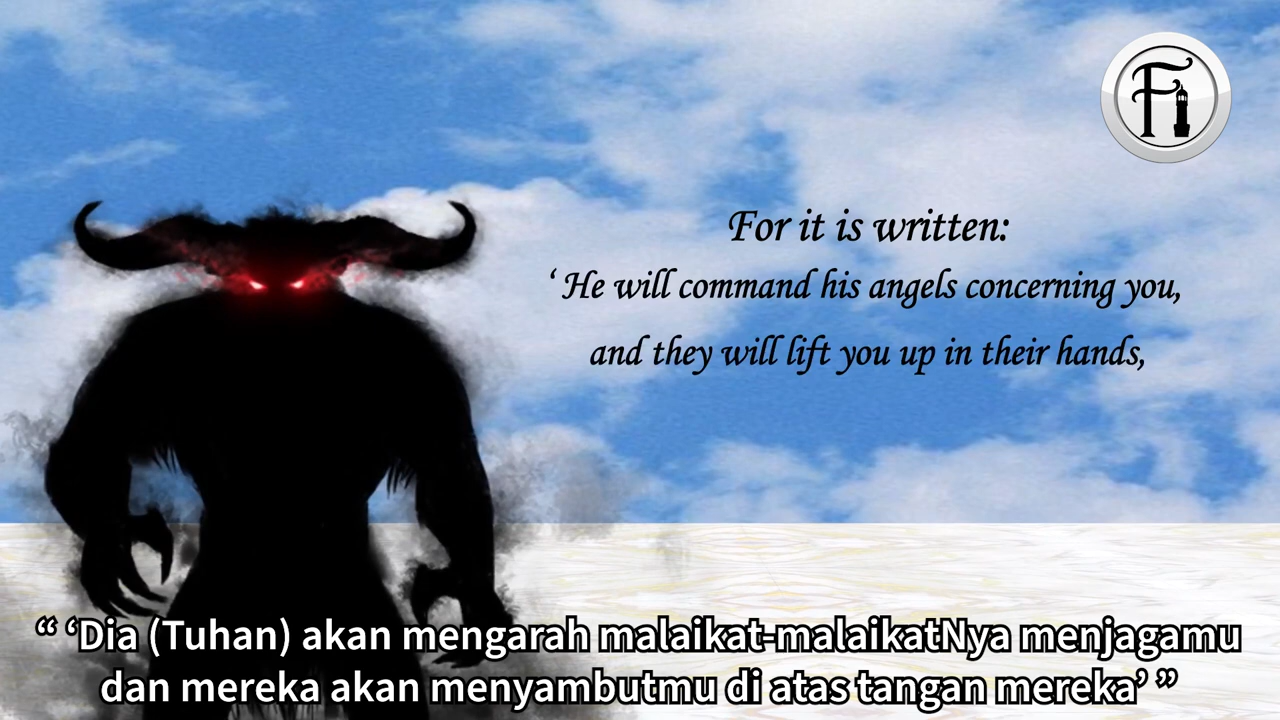 Fi
For it is written:
‘ He will command his angels concerning you,
and they will lift you up in their hands,
“ ‘Dia (Tuhan) akan mengarah malaikat-malaikatNya menjagamu
dan mereka akan menyambutmu di atas tangan mereka’ ”